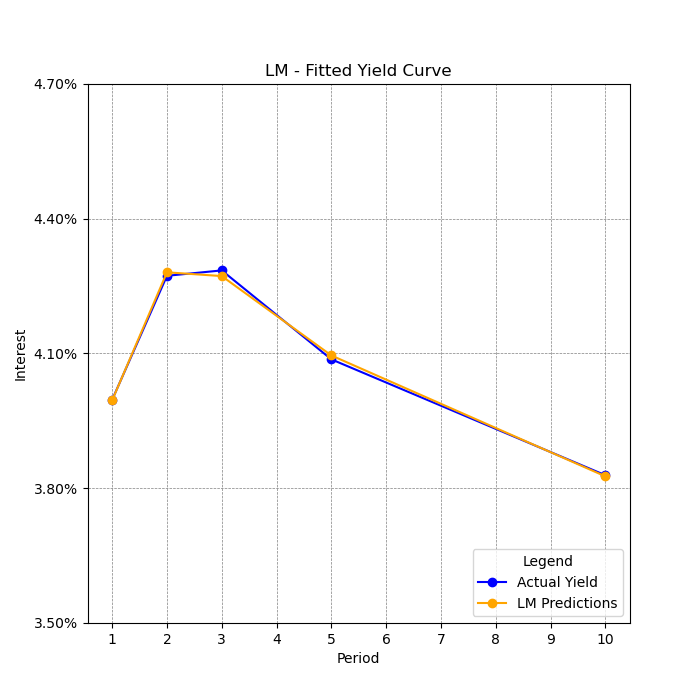 LM - Fitted Yield Curve
4.70%
4.40%
4.10%
3.80%
3.50%
Interest
1 2 3 4 5 6 7 8 9 10
Period
Legend
Actual Yield
LM Predictions